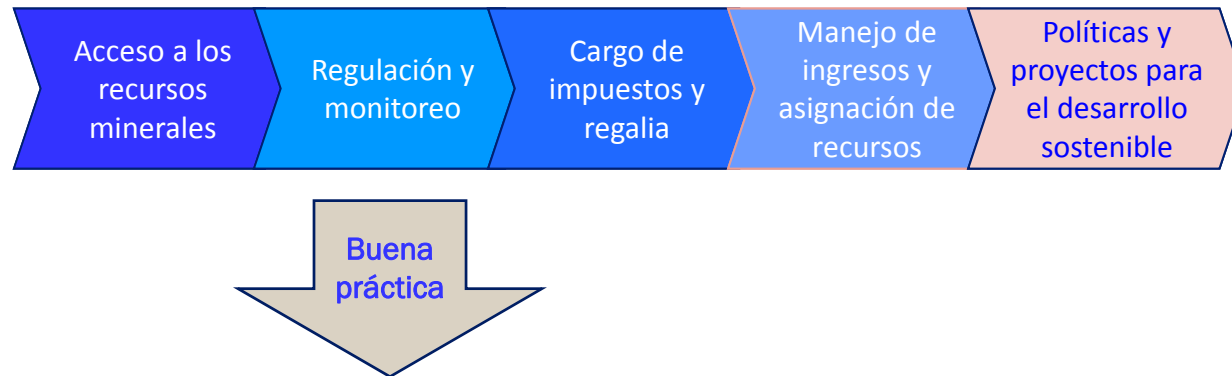 Acceso a los
recursos
minerales
Regulación y
monitoreo
Cargo de
impuestos y
regalia
Manejo de
ingresos y
asignación de
recursos
Políticas y
proyectos para
el desarrollo
sostenible
Buena
práctica